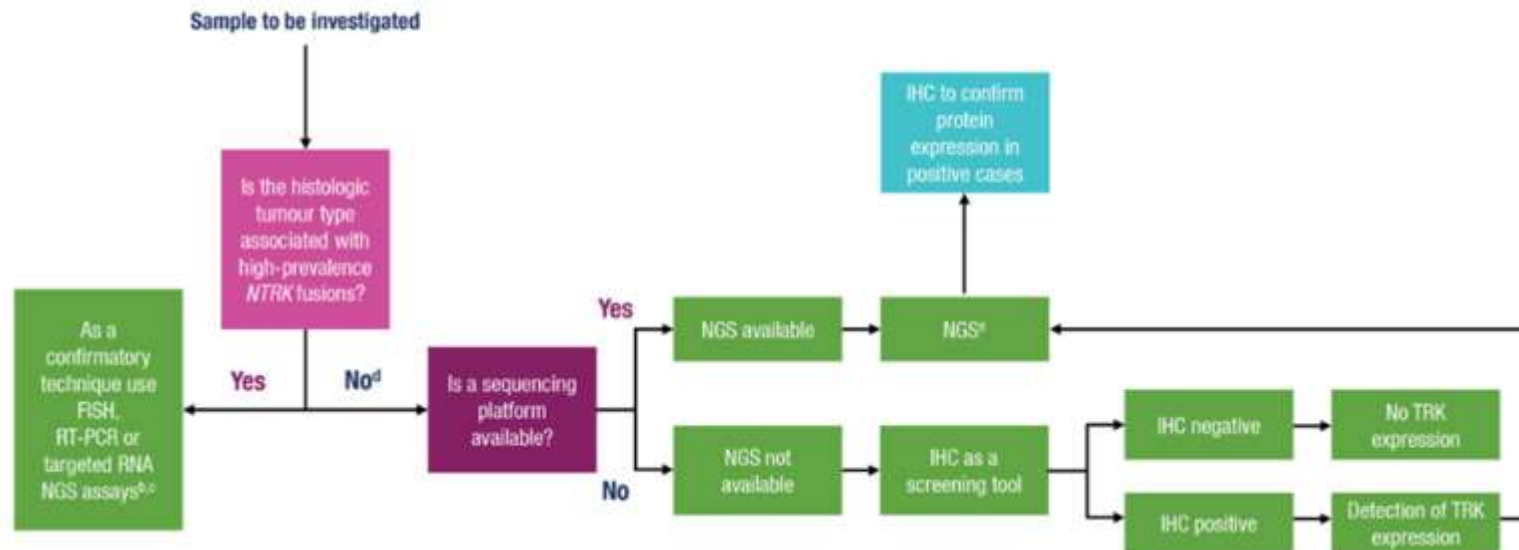 Sample to be investigated
IHC to confirm
protein
expression in
positive cases
Is the histologic
tumour type
associated with
high-prevalence
NTRK fusions?
As a
confirmatory
technique use
FISH,
RT-PCR or
targeted RNA
NGS assaysb,c
Yes
Nod
Is a sequencing
platform
available?
Yes
No
NGS available
NGSe
NGS not
available
IHC as a
screening tool
IHC negative
No TRK
expression
IHC positive
Detection of TRK
expression